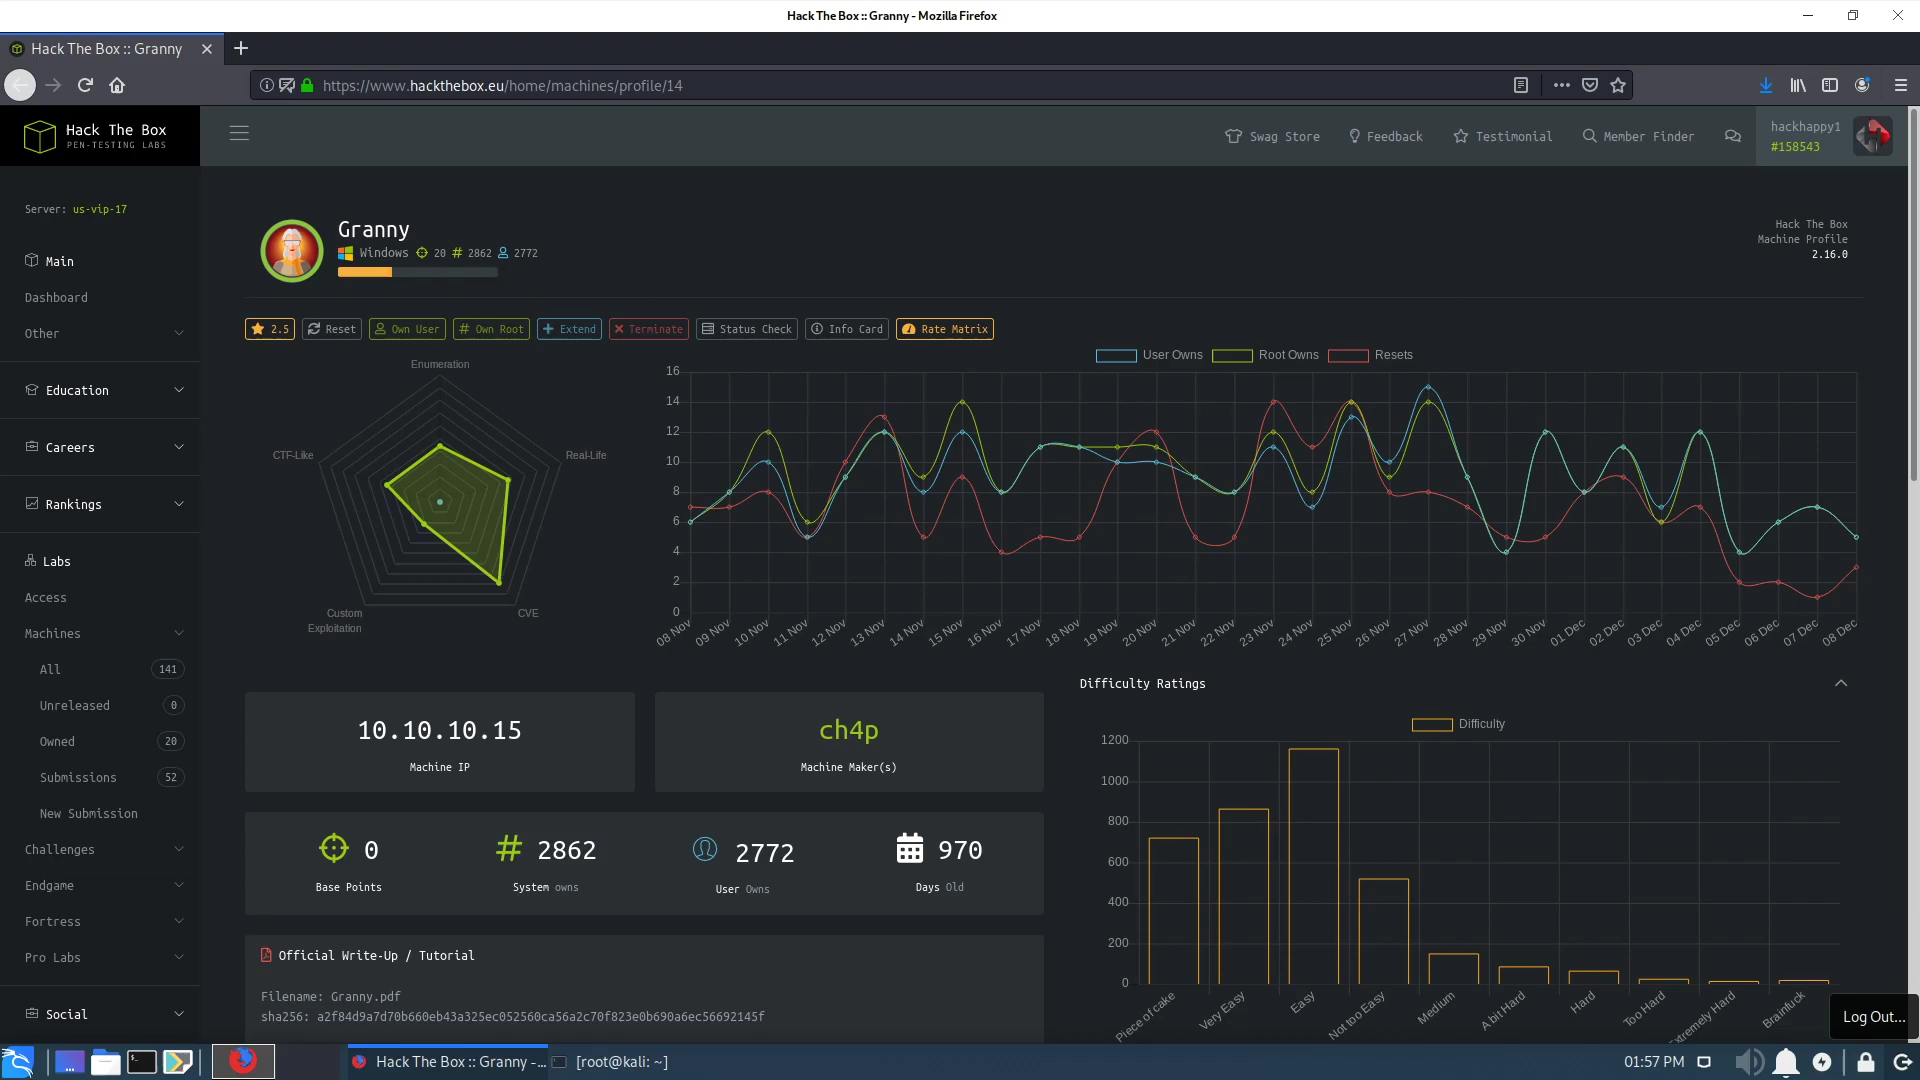 Hack The Box :: Granny - Mozilla Firefox
Hack The Box :: Granny
https://www.hackthebox.eu/home/machines/profile/14
Hack The Box
PEN-TESTING LABS
Swag Store
Feedback
Testimonial
Member Finder
hackhappy1
#158543
Server: us-vip-17
Main
Dashboard
Other
Education
Careers
Rankings
Labs
Access
Machines
All 141
Unreleased 0
Owned 20
Submissions 52
New Submission
Challenges
Endgame
Fortress
Pro Labs
Social
Granny
Windows 20 # 2862 2772
Hack The Box
Machine Profile
2.16.0
2.5 Reset Own User # Own Root + Extend Terminate Status Check Info Card Rate Matrix
Enumeration
CTF-Like
Real-Life
Custom
Exploitation
CVE
User Owns Root Owns Resets
16
14
12
10
8
6
4
2
0
08 Nov 09 Nov 10 Nov 11 Nov 12 Nov 13 Nov 14 Nov 15 Nov 16 Nov 17 Nov 18 Nov 19 Nov 20 Nov 21 Nov 22 Nov 23 Nov 24 Nov 25 Nov 26 Nov 27 Nov 28 Nov 29 Nov 30 Nov 01 Dec 02 Dec 03 Dec 04 Dec 05 Dec 06 Dec 07 Dec 08 Dec
10.10.10.15
Machine IP
ch4p
Machine Maker(s)
0
Base Points
# 2862
System owns
2772
User Owns
970
Days Old
Official Write-Up / Tutorial
Filename: Granny.pdf
sha256: a2f84d9a7d70b660eb43a325ec052560ca56a2c70f823e0b690a6ec56692145f
Difficulty Ratings
Difficulty
1200
1000
800
600
400
200
0
Piece of cake Very Easy Easy Not too Easy Medium A bit Hard Hard Too Hard Hard Brainfuck
Log Out...
Hack The Box :: Granny -...
[root@kali: ~]
01:57 PM